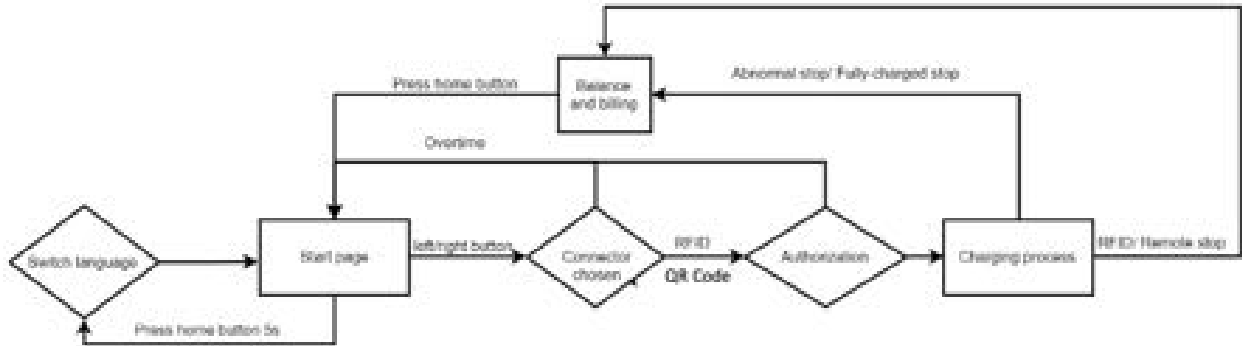 Abnormal stop/ Fully charged stop
Press home button
Balance
and billing
Overtime
Switch language
Start page
left/right button
Connector
chosen
RFID
QR Code
Authorization
Charging process
RFID/ Remote stop
Press home button 5s